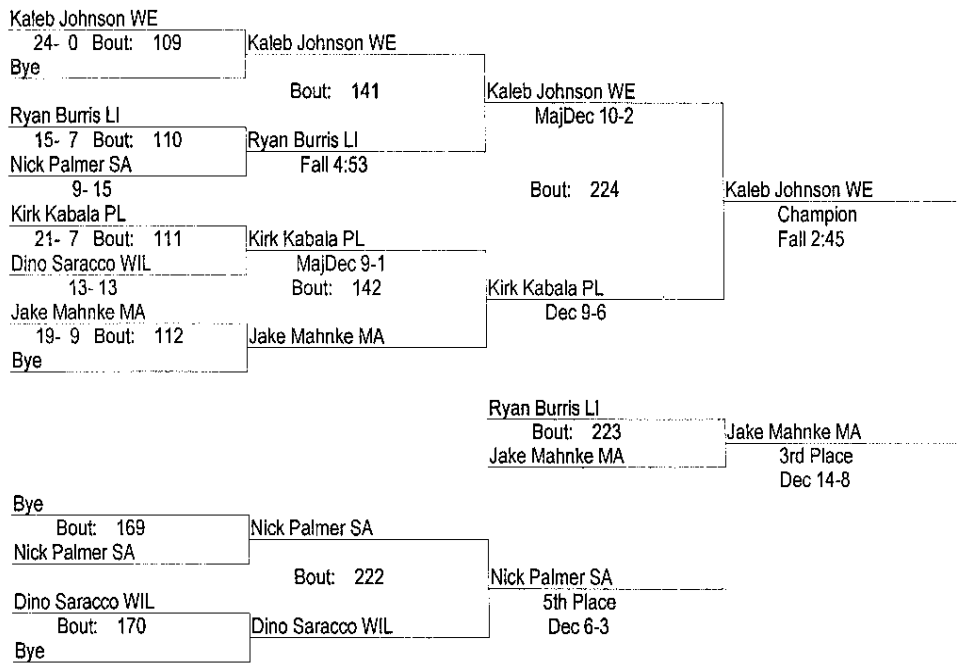 Kaleb Johnson WE
24- 0 Bout: 109
Bye
Kaleb Johnson WE
Bout: 141
Ryan Burris LI
15- 7 Bout: 110
Nick Palmer SA
9- 15
Ryan Burris LI
Fall 4:53
Kaleb Johnson WE
MajDec 10-2
Bout: 224
Kirk Kabala PL
21- 7 Bout: 111
Dino Saracco WIL
13- 13
Kirk Kabala PL
MajDec 9-1
Bout: 142
Jake Mahnke MA
19- 9 Bout: 112
Bye
Jake Mahnke MA
Kirk Kabala PL
Dec 9-6
Kaleb Johnson WE
Champion
Fall 2:45
Ryan Burris LI
Bout: 223
Jake Mahnke MA
Jake Mahnke MA
3rd Place
Dec 14-8
Bye
Bout: 169
Nick Palmer SA
Nick Palmer SA
Bout: 222
Dino Saracco WIL
Bout: 170
Bye
Dino Saracco WIL
Nick Palmer SA
5th Place
Dec 6-3